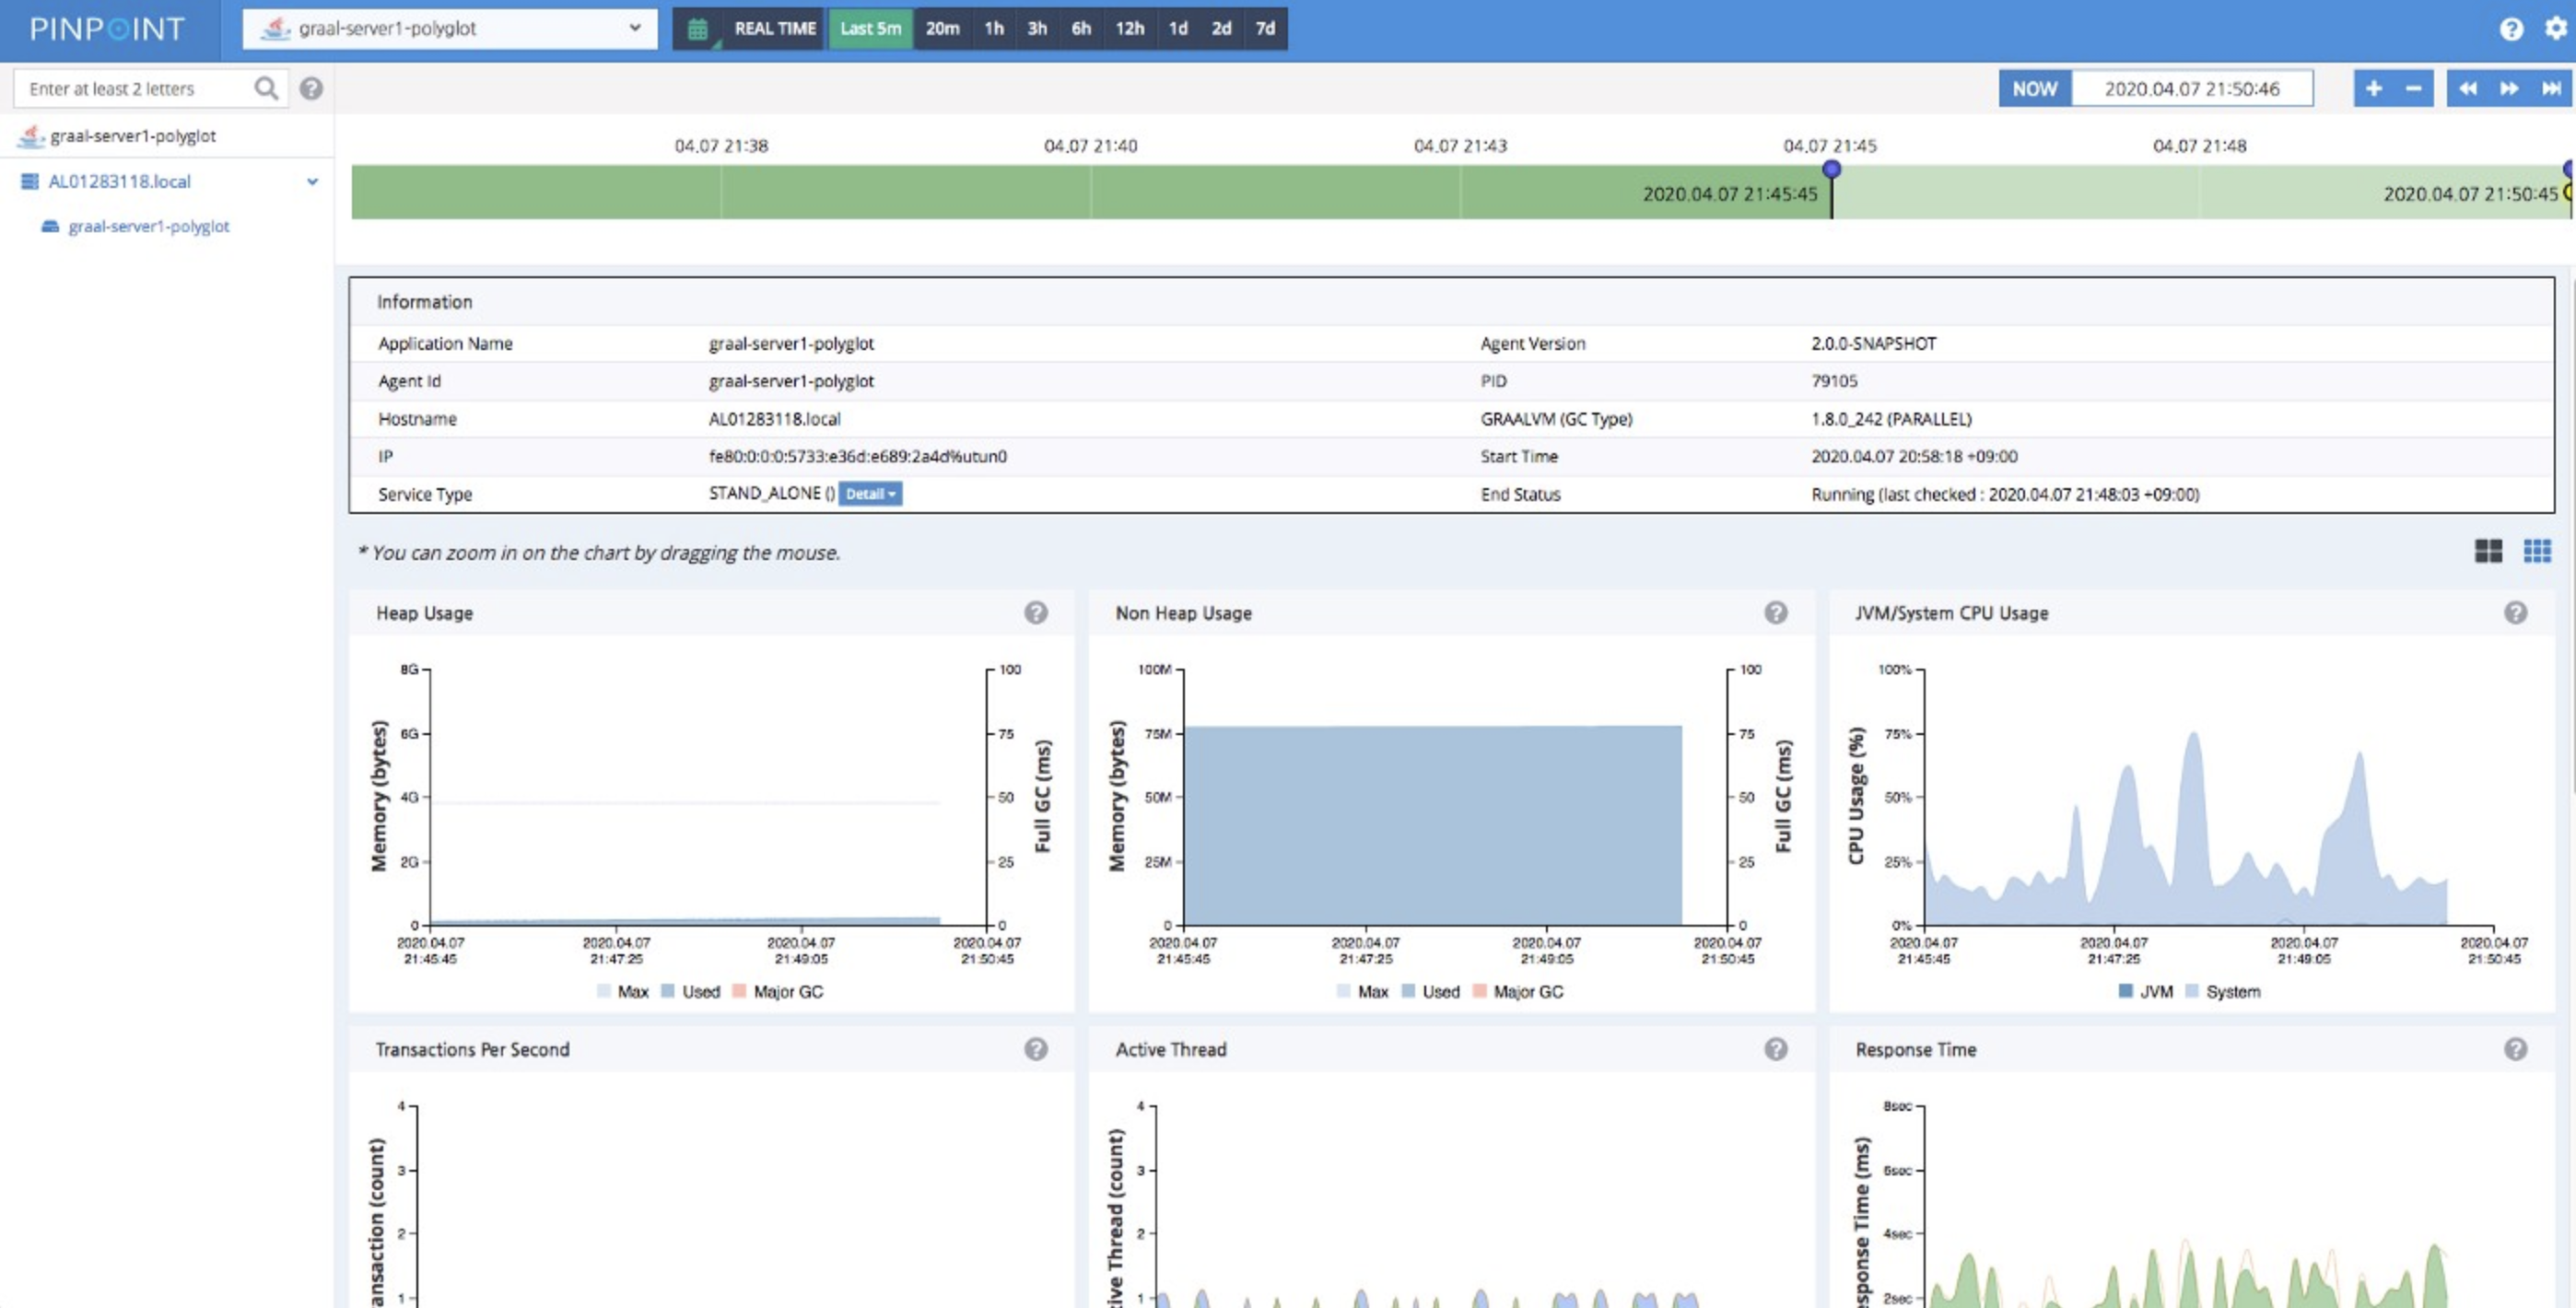 PINPOINT
graal-server1-polyglot
REAL TIME Last 5m 20m 1h 3h 6h 12h 1d 2d 7d
Enter at least 2 letters
NOW 2020.04.07 21:50:46
graal-server1-polyglot
AL01283118.local
graal-server1-polyglot
04.07 21:38 04.07 21:40 04.07 21:43 04.07 21:45 04.07 21:48
2020.04.07 21:45:45 2020.04.07 21:50:45
Information
Application Name graal-server1-polyglot Agent Version 2.0.0-SNAPSHOT
Agent Id graal-server1-polyglot PID 79105
Hostname AL01283118.local GRAALVM (GC Type) 1.8.0_242 (PARALLEL)
IP fe80:0:0:0:5733:e36d:e689:2a4d%utun0 Start Time 2020.04.07 20:58:18 +09:00
Service Type STAND_ALONE () Detail End Status Running (last checked : 2020.04.07 21:48:03 +09:00)
* You can zoom in on the chart by dragging the mouse.
Heap Usage
Memory (bytes)
8G
6G
4G
2G
0
100
75
50
25
0
Full GC (ms)
2020.04.07 2020.04.07 2020.04.07 2020.04.07
21:45:45 21:47:25 21:49:05 21:50:45
Max Used Major GC
Non Heap Usage
Memory (bytes)
100M
75M
50M
25M
0
100
75
50
25
0
Full GC (ms)
2020.04.07 2020.04.07 2020.04.07 2020.04.07
21:45:45 21:47:25 21:49:05 21:50:45
Max Used Major GC
JVM/System CPU Usage
CPU Usage (%)
100%
75%
50%
25%
0%
2020.04.07 2020.04.07 2020.04.07 2020.04.07
21:45:45 21:47:25 21:49:05 21:50:45
JVM System
Transactions Per Second
ansaction (count)
4
3
2
1
Active Thread
tive Thread (count)
4
3
2
1
Response Time
sponse Time (ms)
8sec
6sec
4sec
2sec